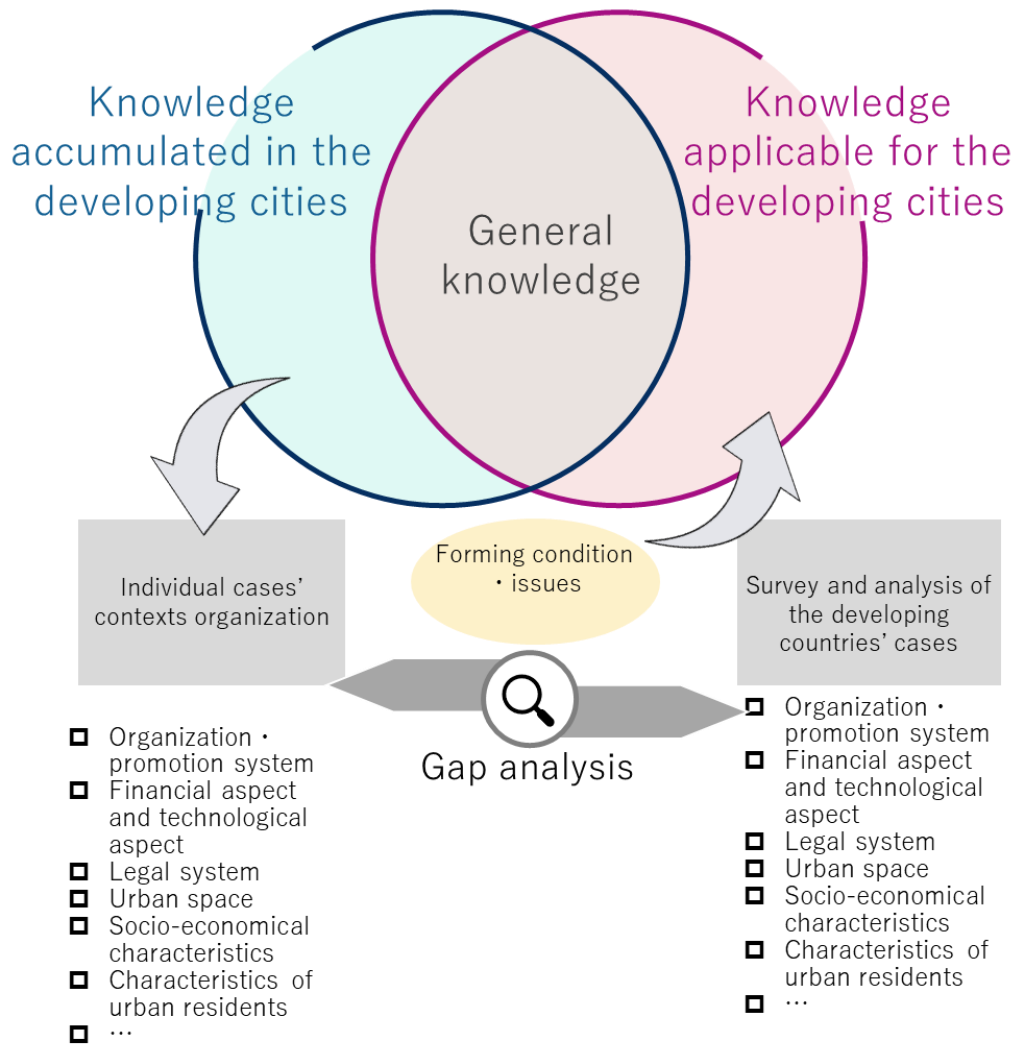 Knowledge
accumulated in the
developing cities
Knowledge
applicable for the
developing cities
General
knowledge
Individual cases’
contexts organization
Forming condition
・issues
Survey and analysis of
the developing
countries’ cases
Gap analysis
Organization・
promotion system
Financial aspect
and technological
aspect
Legal system
Urban space
Socio-economical
characteristics
Characteristics of
urban residents
…
Organization・
promotion system
Financial aspect
and technological
aspect
Legal system
Urban space
Socio-economical
characteristics
Characteristics of
urban residents
…